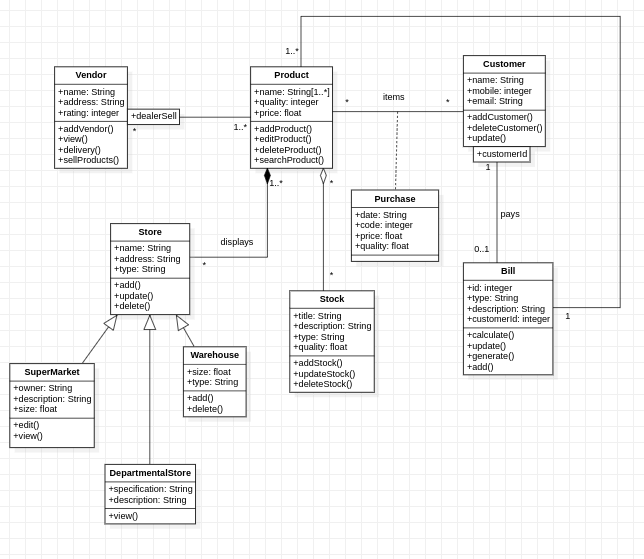 1..*
Customer
+name: String
+mobile: integer
+email: String
+addCustomer()
+deleteCustomer()
+update()
+customerId
1
Vendor
+name: String
+address: String
+rating: integer
+addVendor()
+view()
+delivery()
+sellProducts()
+dealerSell
*
1..*
Product
+name: String[1..*]
+quality: integer
+price: float
+addProduct()
+editProduct()
+deleteProduct()
+searchProduct()
*
items
*
1..*
*
Purchase
+date: String
+code: integer
+price: float
+quality: float
pays
0..1
Store
+name: String
+address: String
+type: String
+add()
+update()
+delete()
displays
*
*
Bill
+id: integer
+type: String
+description: String
+customerId: integer
+calculate()
+update()
+generate()
+add()
1
Stock
+title: String
+description: String
+type: String
+quality: float
+addStock()
+updateStock()
+deleteStock()
Warehouse
+size: float
+type: String
+add()
+delete()
SuperMarket
+owner: String
+description: String
+size: float
+edit()
+view()
DepartmentalStore
+specification: String
+description: String
+view()